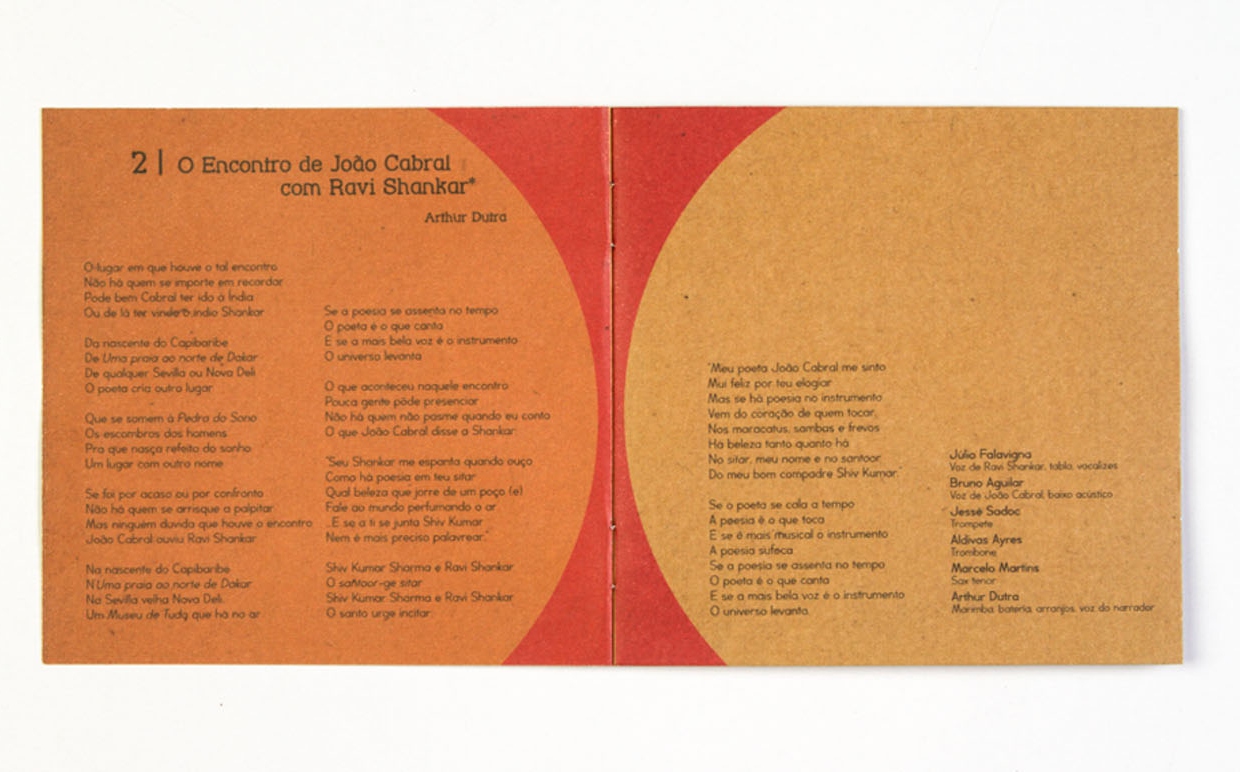 2 | O Encontro de João Cabral
com Ravi Shankar*
Arthur Dutra
O lugar em que houve o tal encontro
Não há quem se importe em recordar
Pode bem Cabral ter ido à Índia
Ou de lá ter vindo o indio Shankar
Da nascente do Capibaribe
De Uma praia ao norte de Dakar
De qualquer Sevilla ou Nova Deli
O poeta cria outro lugar
Que se somem à Pedra do Sono
Os escombros dos homens
Pra que nasça refeito do sonho
Um lugar com outro nome
Se foi por acaso ou por confronto
Não há quem se arrisque a palpitar
Mas ninguém duvida que houve o encontro
João Cabral ouviu Ravi Shankar
Na nascente do Capibaribe
N'Uma praia ao norte de Dakar
Na Sevilla velha Nova Deli
Um Museu de Tudo que há no ar
Se a poesia se assenta no tempo
O poeta é o que canta
E se a mais bela voz é o instrumento
O universo levanta
O que aconteceu naquele encontro
Pouca gente pôde presenciar
Não há quem não pasme quando eu conto
O que João Cabral disse a Shankar:
"Seu Shankar me espanta quando ouço
Como há poesia em teu sitar
Qual beleza que jorre de um poço (e)
Fale ao mundo perfumando o ar
...E se a ti se junta Shiv Kumar
Nem é mais preciso palavrear."
Shiv Kumar Sharma e Ravi Shankar
O santoor-ge sitar
Shiv Kumar Sharma e Ravi Shankar
O santo urge incitar
"Meu poeta João Cabral me sinto
Mui feliz por teu elogiar
Mas se há poesia no instrumento
Vem do coração de quem tocar,
Nos maracatus, sambas e frevos
Há beleza tanto quanto há
No sitar, meu nome e no santoor
Do meu bom compadre Shiv Kumar."
Se o poeta se cala a tempo
A poesia é o que toca
E se é mais musical o instrumento
A poesia sufoca
Se a poesia se assenta no tempo
O poeta é o que canta
E se a mais bela voz é o instrumento
O universo levanta.
Júlio Falavigna
Voz de Ravi Shankar, tabla, vocalizes
Bruno Aguilar
Voz de João Cabral, baixo acústico
Jessé Sadoc
Trompete
Aldivas Ayres
Trombone
Marcelo Martins
Sax tenor
Arthur Dutra
Marimba, bateria, arranjos, voz do narrador